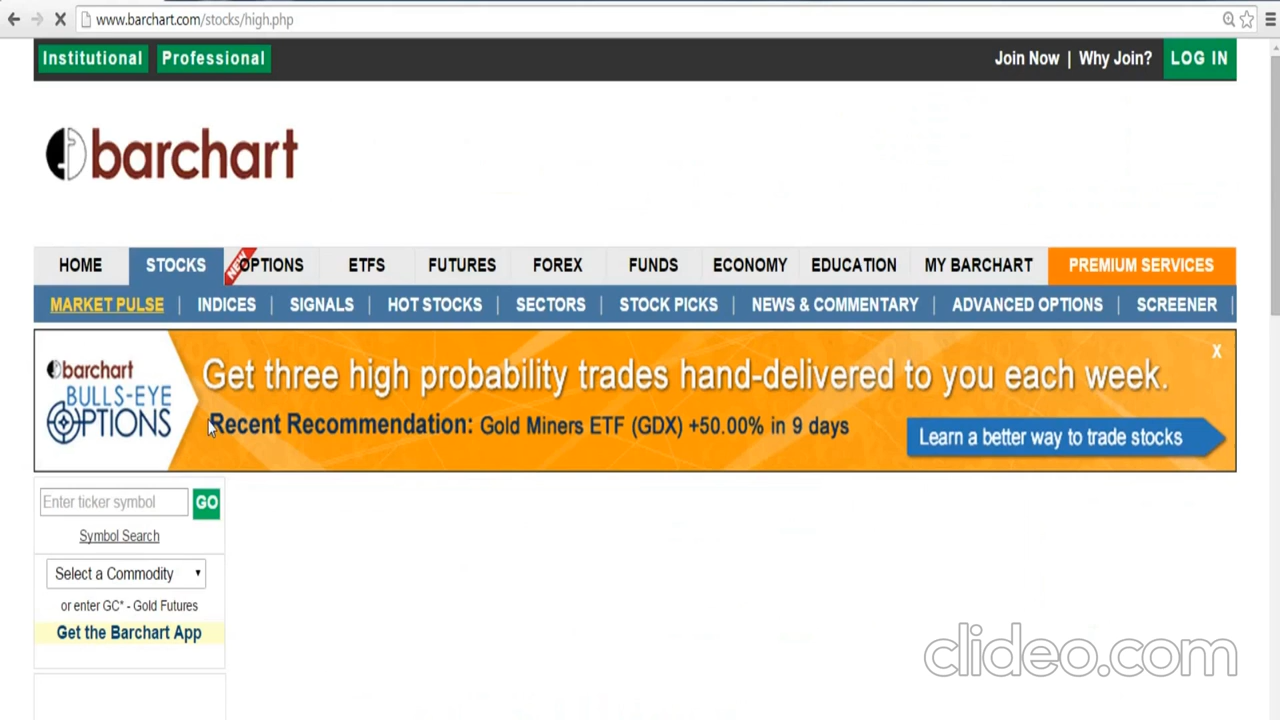 www.barchart.com/stocks/high.php
Institutional Professional Join Now | Why Join? LOG IN
barchart
HOME STOCKS NEW OPTIONS ETFS FUTURES FOREX FUNDS ECONOMY EDUCATION MY BARCHART PREMIUM SERVICES
MARKET PULSE | INDICES | SIGNALS | HOT STOCKS | SECTORS | STOCK PICKS | NEWS & COMMENTARY | ADVANCED OPTIONS | SCREENER |
barchart
BULLS-EYE
OPTIONS
Get three high probability trades hand-delivered to you each week.
X
Recent Recommendation: Gold Miners ETF (GDX) +50.00% in 9 days
Learn a better way to trade stocks
Enter ticker symbol GO
Symbol Search
Select a Commodity
or enter GC* - Gold Futures
Get the Barchart App
clideo.com